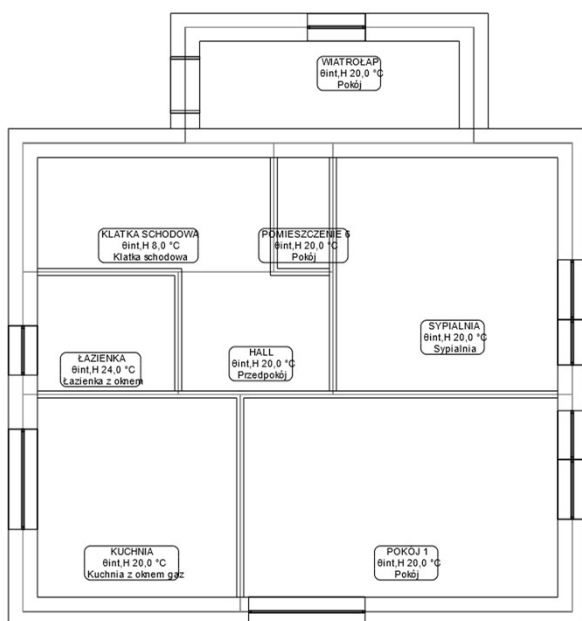 WIATROŁAP
θint,H 20,0 °C
Pokój
KLATKA SCHODOWA
θint,H 8,0 °C
Klatka schodowa
POMIESZCZENIE 6
θint,H 20,0 °C
Pokój
SYPIALNIA
θint,H 20,0 °C
Sypialnia
ŁAZIENKA
θint,H 24,0 °C
Łazienka z oknem
HALL
θint,H 20,0 °C
Przedpokój
KUCHNIA
θint,H 20,0 °C
Kuchnia z oknem gaz
POKÓJ 1
θint,H 20,0 °C
Pokój